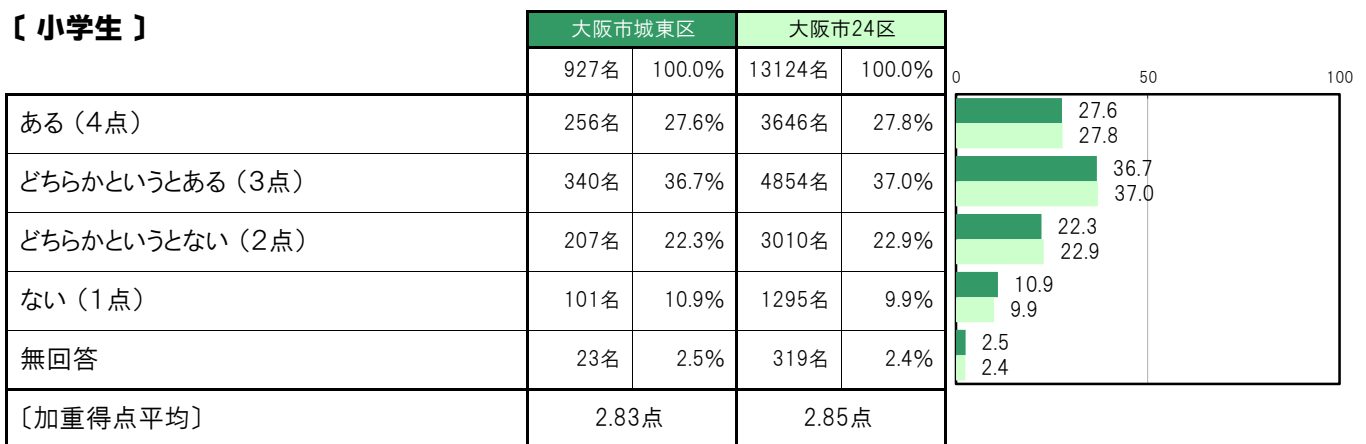 〔 小学生 〕
大阪市城東区 大阪市24区
927名 100.0% 13124名 100.0%
0 50 100
ある（4点） 256名 27.6% 3646名 27.8%
27.6
27.8
どちらかというとある（3点） 340名 36.7% 4854名 37.0%
36.7
37.0
どちらかというとない（2点） 207名 22.3% 3010名 22.9%
22.3
22.9
ない（1点） 101名 10.9% 1295名 9.9%
10.9
9.9
無回答 23名 2.5% 319名 2.4%
2.5
2.4
〔加重得点平均〕 2.83点 2.85点